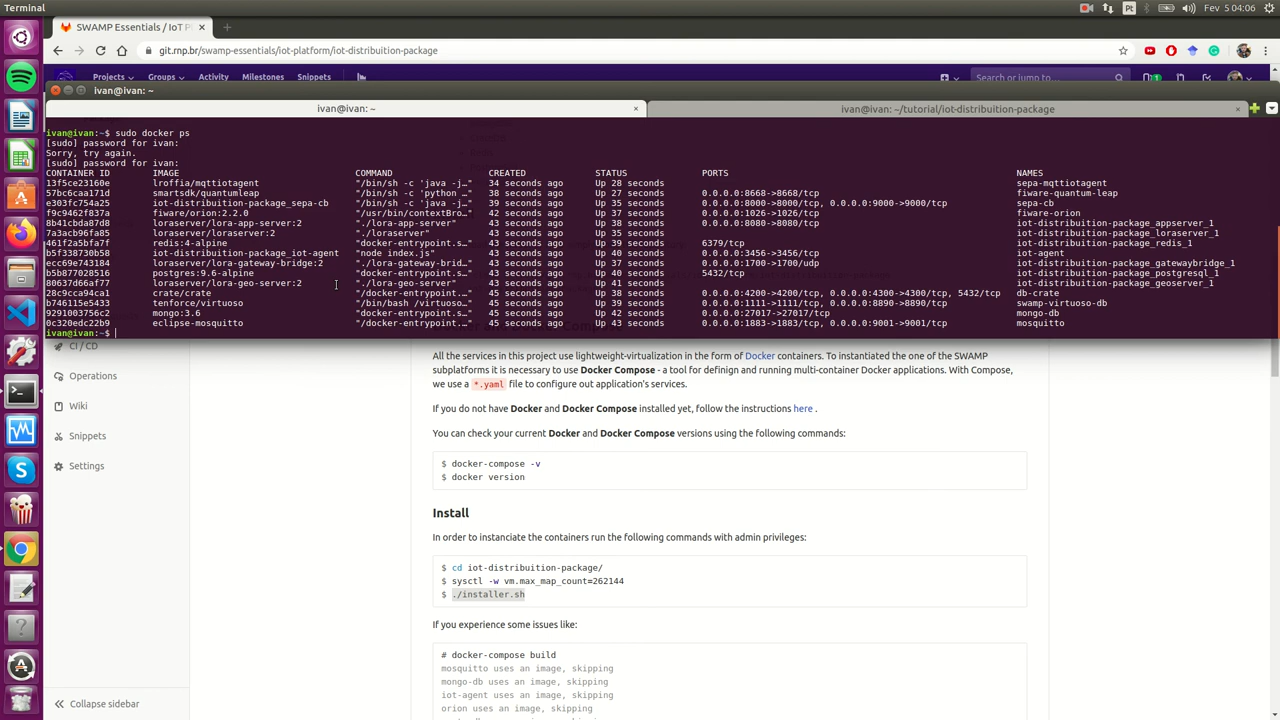 Terminal
Pt
Fev 5 04:06
SWAMP Essentials / IoT P
git.rnp.br/swamp-essentials/iot-platform/iot-distribuition-package
Projects Groups Activity Milestones Snippets
Search or jump to...
ivan@ivan: ~
ivan@ivan: ~
ivan@ivan: ~/tutorial/iot-distribuition-package
ivan@ivan:~$ sudo docker ps
[sudo] password for ivan:
Sorry, try again.
[sudo] password for ivan:
CONTAINER ID IMAGE COMMAND CREATED STATUS PORTS NAMES
13f5ce23160e lroffia/mqttiotagent "/bin/sh -c 'java -j…" 34 seconds ago Up 28 seconds sepa-mqttiotagent
57bc6caa171d smartsdk/quantumleap "/bin/sh -c 'python …" 38 seconds ago Up 27 seconds 0.0.0.0:8668->8668/tcp fiware-quantum-leap
e303fc754a25 iot-distribution-package_sepa-cb "/bin/sh -c 'java -j…" 39 seconds ago Up 35 seconds 0.0.0.0:8000->8000/tcp, 0.0.0.0:9000->9000/tcp sepa-cb
f9c9462f837a fiware/orion:2.2.0 "/usr/bin/contextBro…" 42 seconds ago Up 37 seconds 0.0.0.0:1026->1026/tcp fiware-orion
8b41cbda87d8 loraserver/lora-app-server:2 "./lora-app-server" 43 seconds ago Up 38 seconds 0.0.0.0:8080->8080/tcp iot-distribution-package_appserver_1
7a3acb96fa85 loraserver/loraserver:2 "./loraserver" 43 seconds ago Up 35 seconds iot-distribution-package_loraserver_1
461f2a5bfa7f redis:4-alpine "docker-entrypoint.s…" 43 seconds ago Up 39 seconds 6379/tcp iot-distribution-package_redis_1
b5f338730b58 iot-distribution-package_iot-agent "node index.js" 43 seconds ago Up 40 seconds 0.0.0.0:3456->3456/tcp iot-agent
ecc69e743184 loraserver/lora-gateway-bridge:2 "./lora-gateway-brid…" 43 seconds ago Up 37 seconds 0.0.0.0:1700->1700/udp iot-distribution-package_gatewaybridge_1
b5b877028516 postgres:9.6-alpine "docker-entrypoint.s…" 43 seconds ago Up 40 seconds 5432/tcp iot-distribution-package_postgresql_1
80637d66af77 loraserver/lora-geo-server:2 "./lora-geo-server" 43 seconds ago Up 41 seconds iot-distribution-package_geoserver_1
28c9cca94ca1 crate/crate "/docker-entrypoint.…" 45 seconds ago Up 38 seconds 0.0.0.0:4200->4200/tcp, 0.0.0.0:4300->4300/tcp, 5432/tcp db-crate
b746115e5433 tenforce/virtuoso "/bin/bash /virtuoso…" 45 seconds ago Up 39 seconds 0.0.0.0:1111->1111/tcp, 0.0.0.0:8890->8890/tcp swamp-virtuoso-db
9291003756c2 mongo:3.6 "docker-entrypoint.s…" 45 seconds ago Up 42 seconds 0.0.0.0:27017->27017/tcp mongo-db
0c320edc22b9 eclipse-mosquitto "/docker-entrypoint.…" 45 seconds ago Up 43 seconds 0.0.0.0:1883->1883/tcp, 0.0.0.0:9001->9001/tcp mosquitto
ivan@ivan:~$
CI / CD
Operations
Wiki
Snippets
Settings
Collapse sidebar
All the services in this project use lightweight-virtualization in the form of Docker containers. To instantiated the one of the SWAMP
subplatforms it is necessary to use Docker Compose - a tool for definign and running multi-container Docker applications. With Compose,
we use a *.yaml file to configure out application's services.
If you do not have Docker and Docker Compose installed yet, follow the instructions here .
You can check your current Docker and Docker Compose versions using the following commands:
$ docker-compose -v
$ docker version
Install
In order to instanciate the containers run the following commands with admin privileges:
$ cd iot-distribuition-package/
$ sysctl -w vm.max_map_count=262144
$ ./installer.sh
If you experience some issues like:
# docker-compose build
mosquitto uses an image, skipping
mongo-db uses an image, skipping
iot-agent uses an image, skipping
orion uses an image, skipping